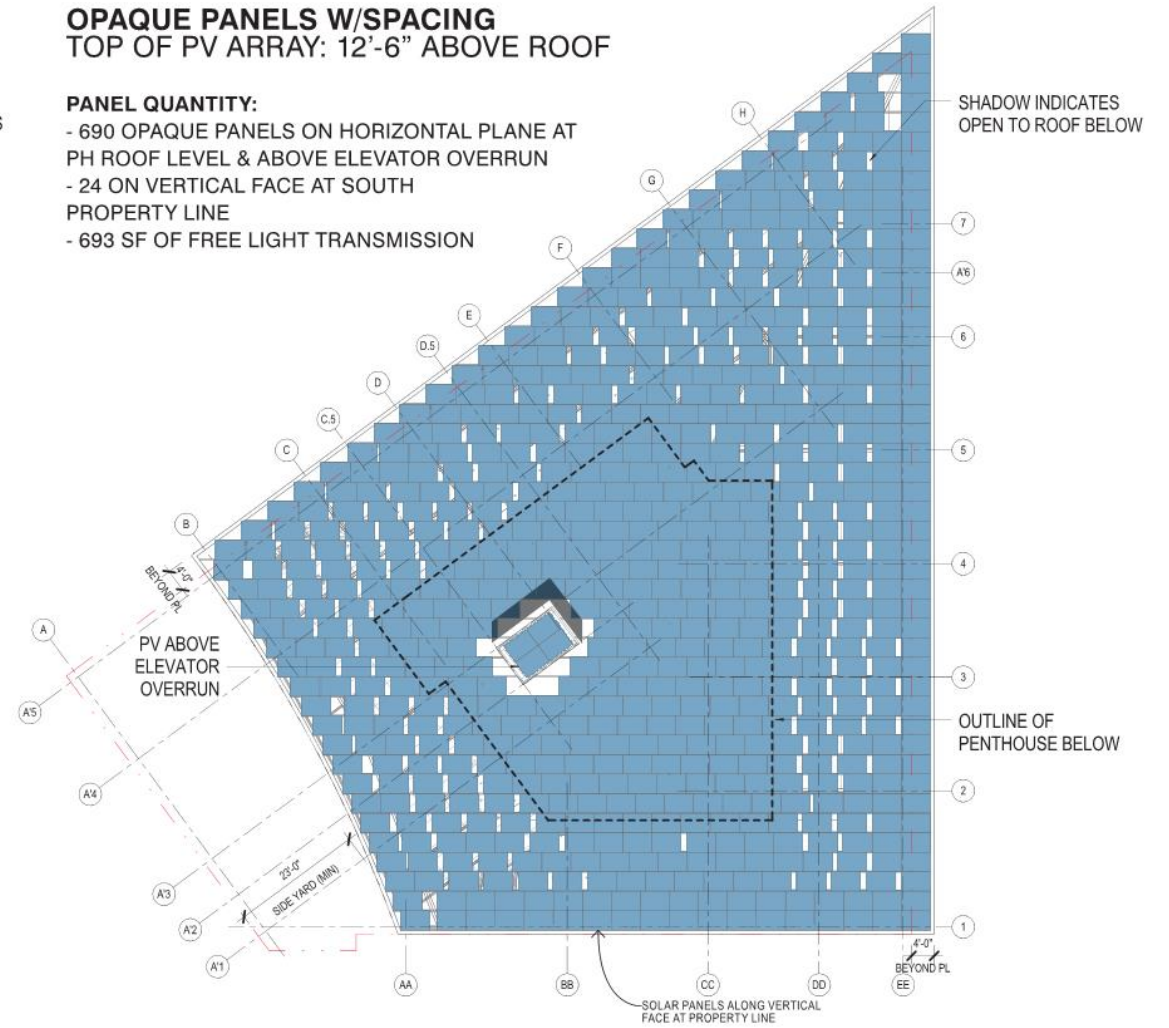 OPAQUE PANELS W/SPACING
TOP OF PV ARRAY: 12’-6” ABOVE ROOF
S
PANEL QUANTITY:
- 690 OPAQUE PANELS ON HORIZONTAL PLANE AT
PH ROOF LEVEL & ABOVE ELEVATOR OVERRUN
- 24 ON VERTICAL FACE AT SOUTH
PROPERTY LINE
- 693 SF OF FREE LIGHT TRANSMISSION
SHADOW INDICATES
OPEN TO ROOF BELOW
H
G
7
F
A'6
E
6
D.5
D
C.5
C
5
B
4
4'-0"
BEYOND PL
A
PV ABOVE
ELEVATOR
OVERRUN
3
A'5
OUTLINE OF
PENTHOUSE BELOW
A'4
2
23'-0"
SIDE YARD (MIN)
A'3
A'2
1
A'1
4'-0"
BEYOND PL
AA
BB
CC
DD
EE
SOLAR PANELS ALONG VERTICAL
FACE AT PROPERTY LINE